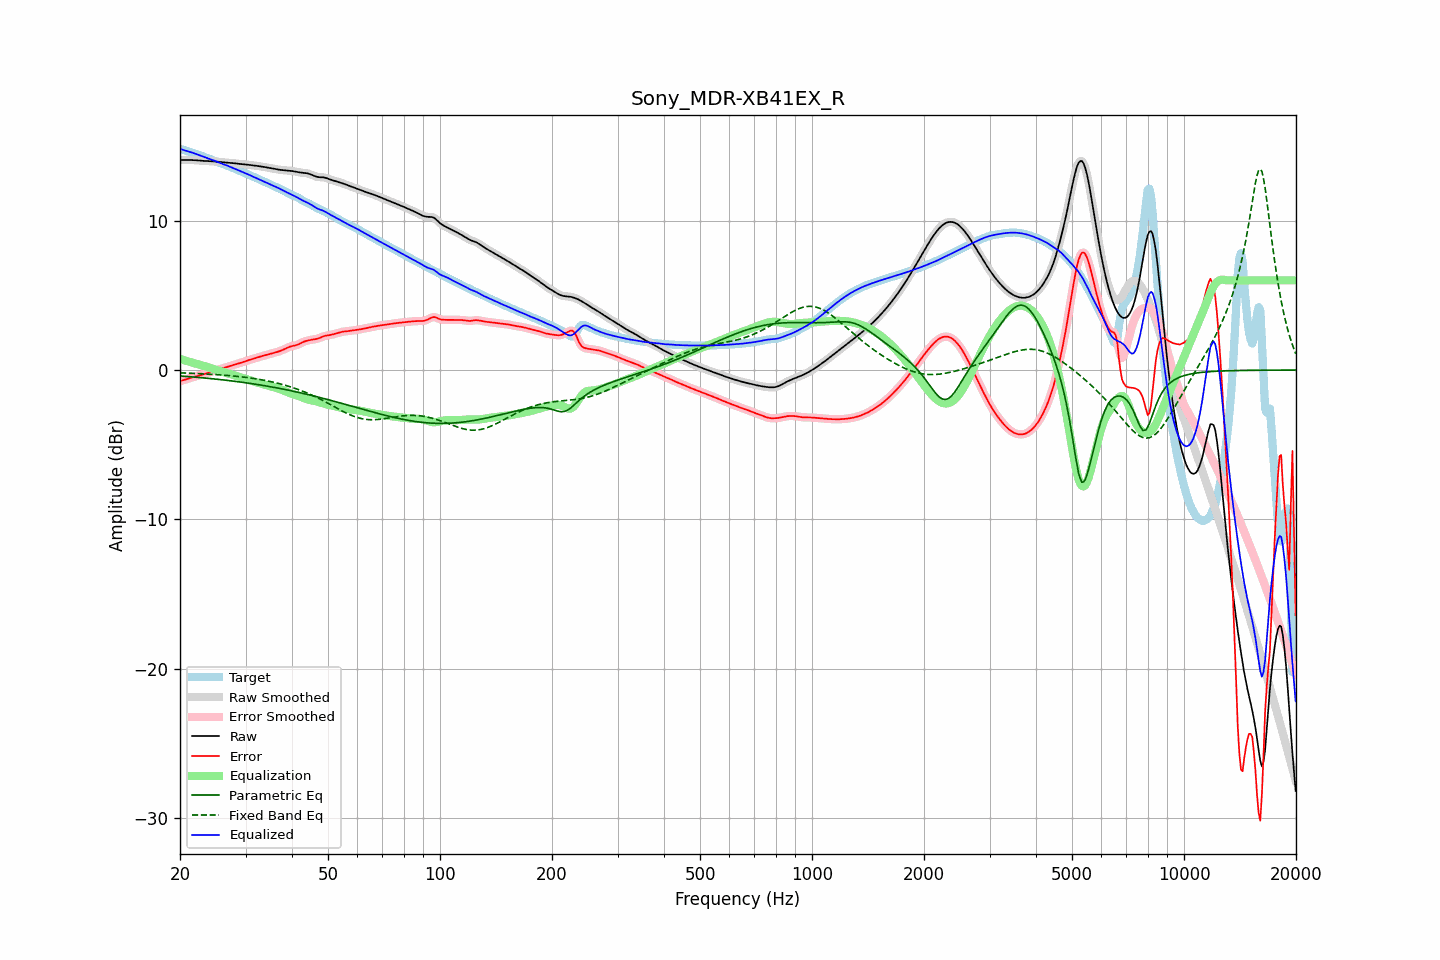 Sony_MDR-XB41EX_R
Amplitude (dBr)
10
0
−10
−20
−30
Target
Raw Smoothed
Error Smoothed
Raw
Error
Equalization
Parametric Eq
Fixed Band Eq
Equalized
20
50
100
200
500
1000
2000
5000
10000
20000
Frequency (Hz)